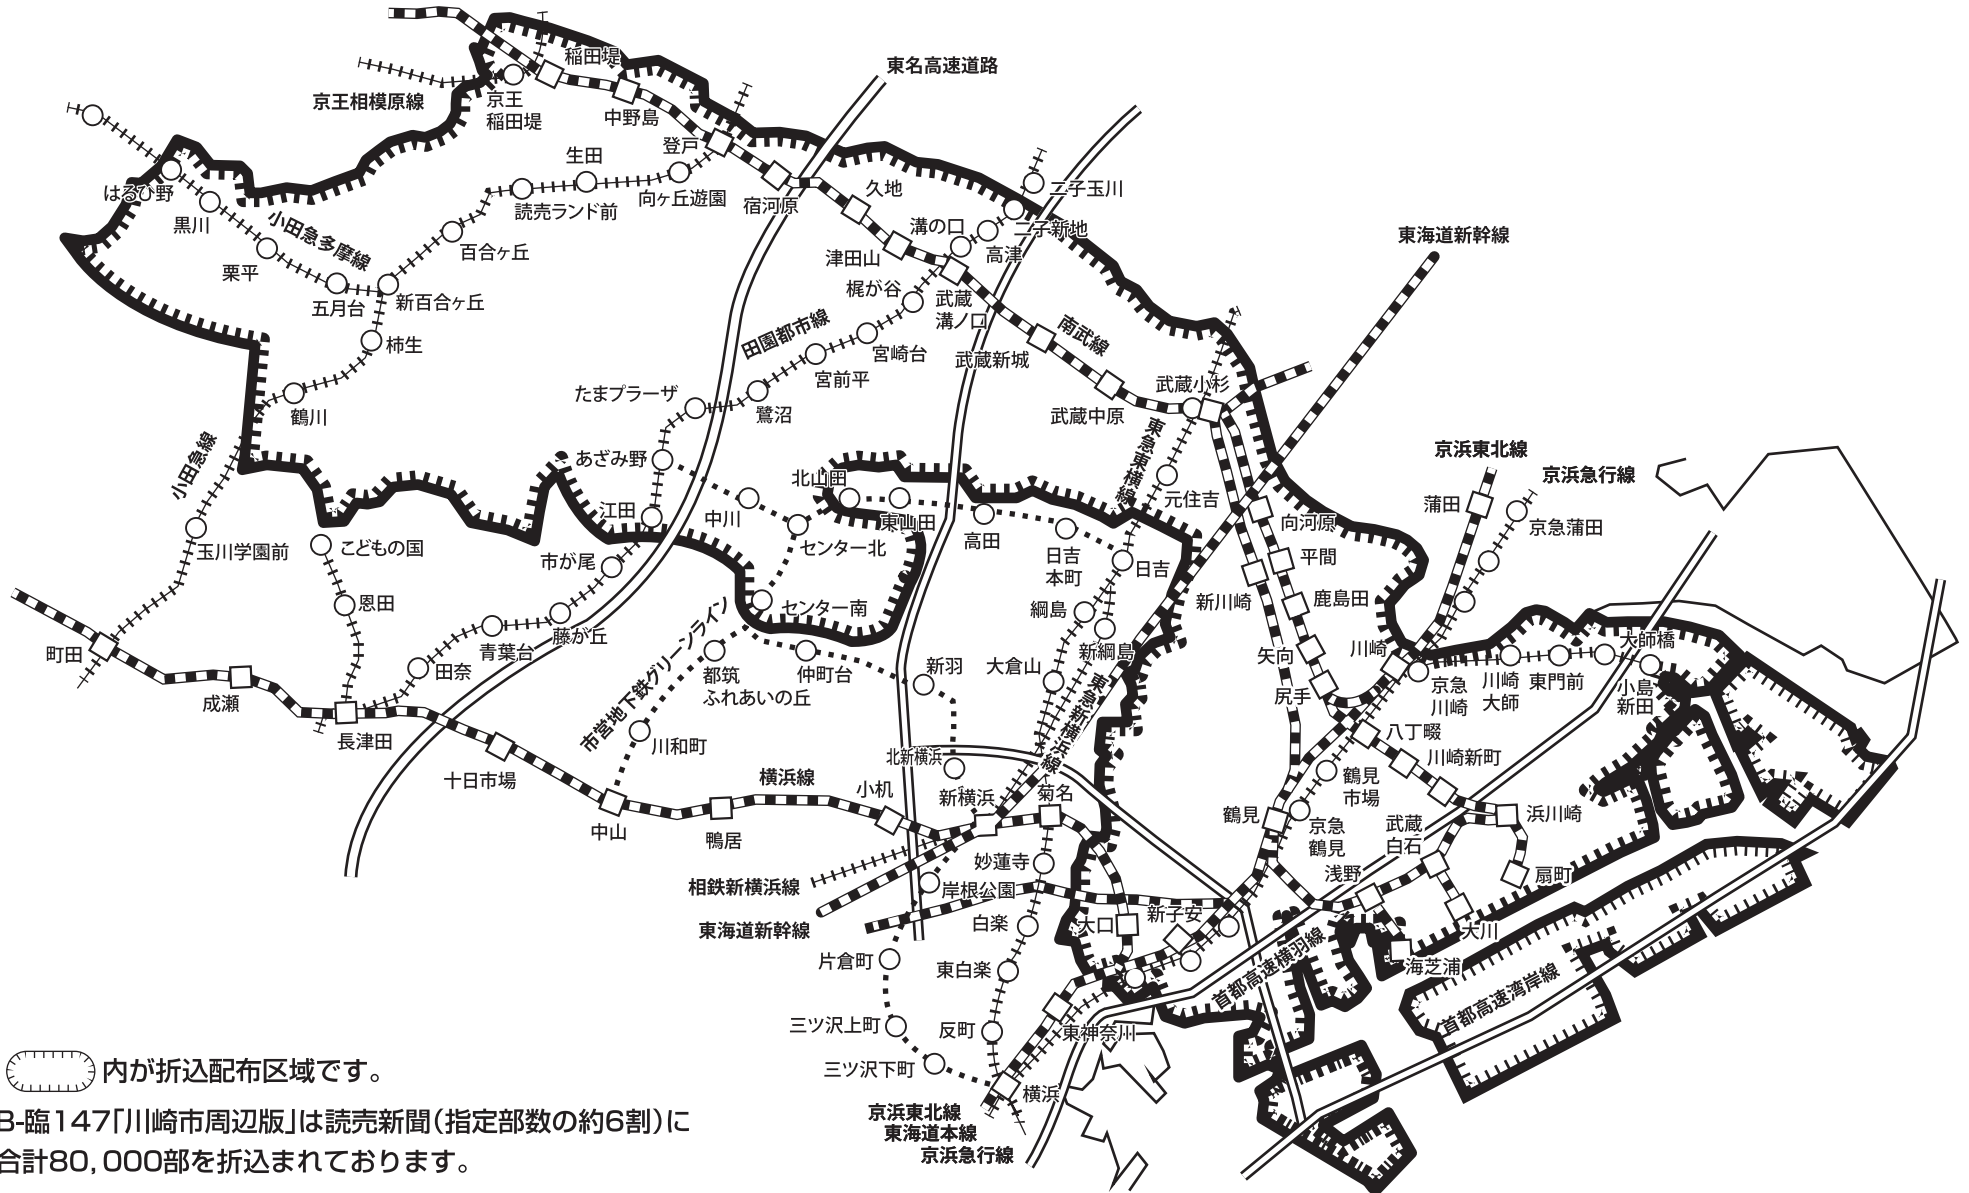 稲田堤
東名高速道路
京王相模原線
京王
稲田堤
中野島
登戸
生田
はるひ野
向ヶ丘遊園
読売ランド前
宿河原
久地
二子玉川
黒川
小田急多摩線
溝の口
二子新地
東海道新幹線
百合ヶ丘
津田山
高津
栗平
五月台
新百合ヶ丘
梶が谷
武蔵
溝ノ口
柿生
田園都市線
宮崎台
武蔵新城
南武線
宮前平
たまプラーザ
鷺沼
武蔵小杉
武蔵中原
鶴川
小田急線
あざみ野
東急東横線
京浜東北線
京浜急行線
北山田
元住吉
江田
中川
東山田
高田
向河原
蒲田
京急蒲田
玉川学園前
こどもの国
市が尾
センター北
日吉
本町
日吉
平間
恩田
センター南
綱島
新川崎
鹿島田
町田
青葉台
藤が丘
市営地下鉄グリーンライン
新綱島
矢向
川崎
大師橋
田奈
都筑
ふれあいの丘
仲町台
新羽
大倉山
東急新横浜線
尻手
京急
川崎
川崎
大師
東門前
小島
新田
成瀬
長津田
川和町
北新横浜
八丁畷
川崎新町
十日市場
横浜線
小机
新横浜
菊名
鶴見
市場
鶴見
京急
鶴見
武蔵
白石
浜川崎
中山
鴨居
妙蓮寺
浅野
扇町
相鉄新横浜線
岸根公園
東海道新幹線
白楽
大口
新子安
大川
片倉町
東白楽
首都高速横羽線
海芝浦
首都高速湾岸線
三ツ沢上町
反町
東神奈川
三ツ沢下町
横浜
京浜東北線
東海道本線
京浜急行線
内が折込配布区域です。
B-臨147「川崎市周辺版」は読売新聞(指定部数の約6割)に
合計80,000部を折込まれております。